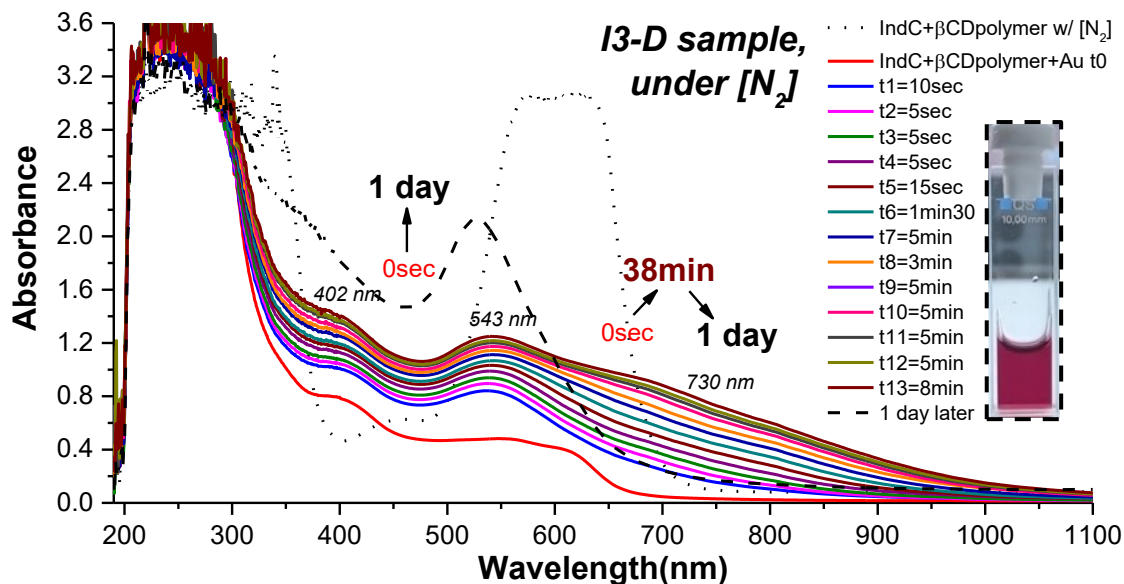 I3-D sample,
under [N₂]
IndC+βCDpolymer w/ [N₂]
IndC+βCDpolymer+Au t0
t1=10sec
t2=5sec
t3=5sec
t4=5sec
t5=15sec
t6=1min30
t7=5min
t8=3min
t9=5min
t10=5min
t11=5min
t12=5min
t13=8min
1 day later
QS
10,00mm
1 day
0sec
38min
0sec
1 day
402 nm
543 nm
730 nm
Absorbance
3.6
3.2
2.8
2.4
2.0
1.6
1.2
0.8
0.4
0.0
200 300 400 500 600 700 800 900 1000 1100
Wavelength(nm)